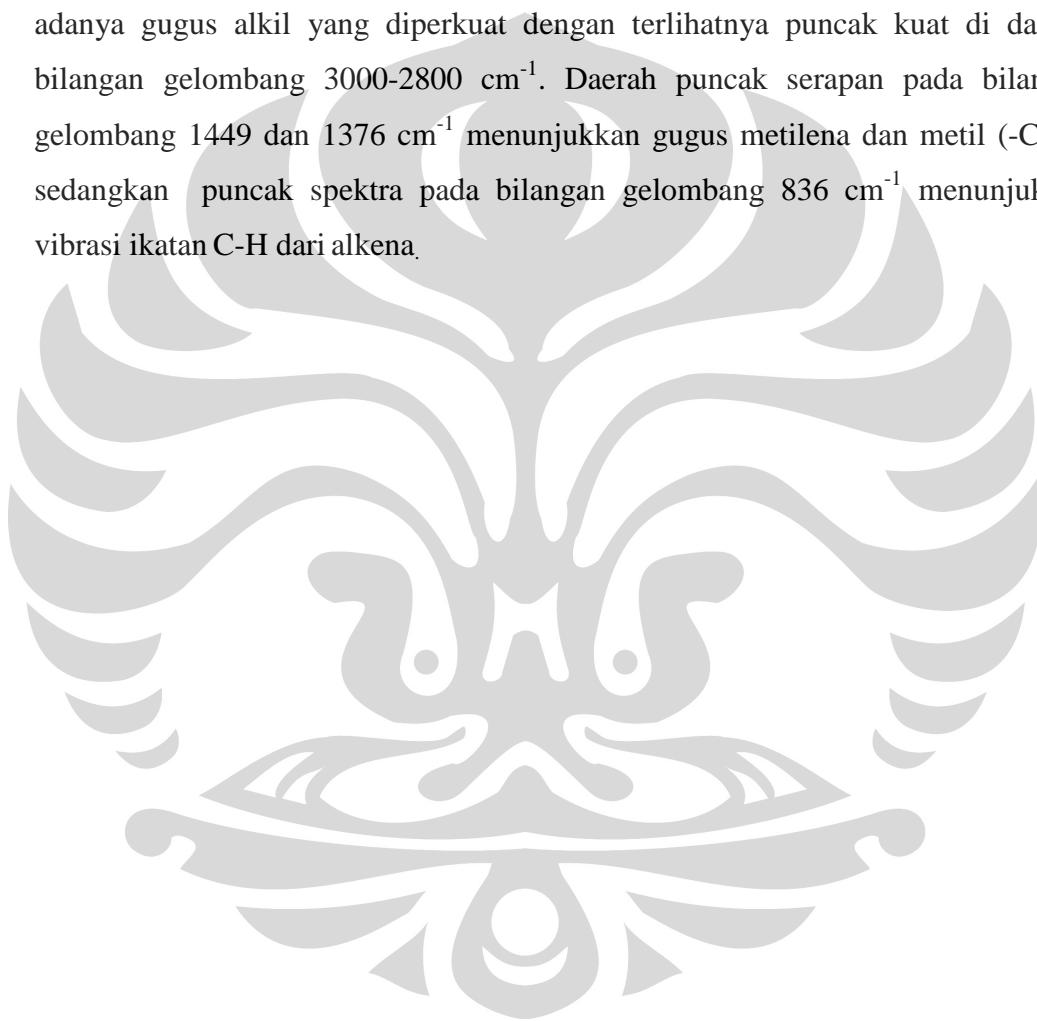 adanya gugus alkil yang diperkuat dengan terlihatnya puncak kuat di da
bilangan gelombang 3000-2800 cm⁻¹. Daerah puncak serapan pada bilan
gelombang 1449 dan 1376 cm⁻¹ menunjukkan gugus metilena dan metil (-C
sedangkan puncak spektra pada bilangan gelombang 836 cm⁻¹ menunjuk
vibrasi ikatan C-H dari alkena.